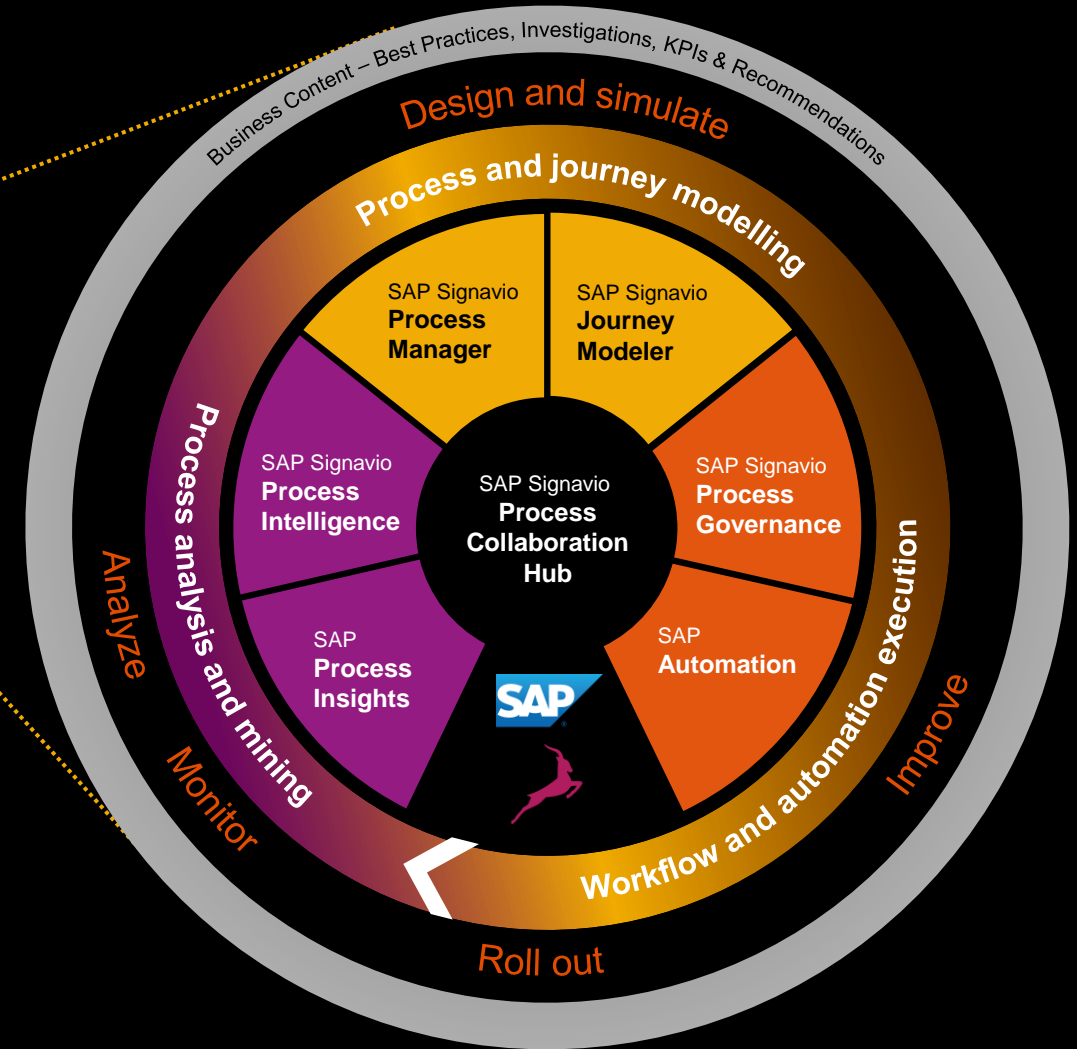 Business Content – Best Practices, Investigations, KPIs & Recommendations
Design and simulate
Process and journey modelling
SAP Signavio
Process
Manager
SAP Signavio
Journey
Modeler
SAP Signavio
Process
Intelligence
SAP Signavio
Process
Collaboration
Hub
SAP Signavio
Process
Governance
SAP
Process
Insights
SAP
Automation
SAP
Process analysis and mining
Workflow and automation execution
Analyze
Monitor
Improve
Roll out